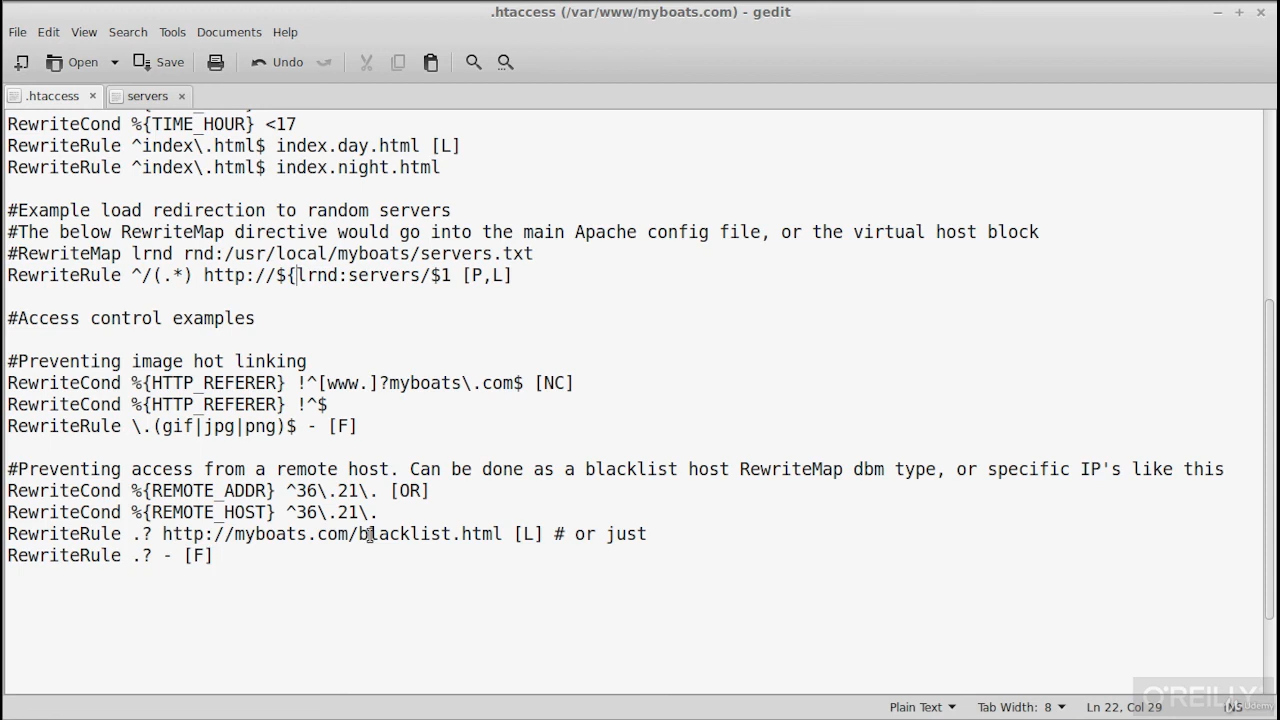 .htaccess (/var/www/myboats.com) - gedit
File Edit View Search Tools Documents Help
Open Save Undo
.htaccess × servers ×
RewriteCond %{TIME_HOUR} <17
RewriteRule ^index\.html$ index.day.html [L]
RewriteRule ^index\.html$ index.night.html
#Example load redirection to random servers
#The below RewriteMap directive would go into the main Apache config file, or the virtual host block
#RewriteMap lrnd rnd:/usr/local/myboats/servers.txt
RewriteRule ^/(.*) http://${lrnd:servers/$1 [P,L]
#Access control examples
#Preventing image hot linking
RewriteCond %{HTTP_REFERER} !^[www.]?myboats\.com$ [NC]
RewriteCond %{HTTP_REFERER} !^$
RewriteRule \.(gif|jpg|png)$ - [F]
#Preventing access from a remote host. Can be done as a blacklist host RewriteMap dbm type, or specific IP's like this
RewriteCond %{REMOTE_ADDR} ^36\.21\. [OR]
RewriteCond %{REMOTE_HOST} ^36\.21\.
RewriteRule .? http://myboats.com/blacklist.html [L] # or just
RewriteRule .? - [F]
O'REILLY
Plain Text Tab Width: 8 Ln 22, Col 29 INS
Udemy